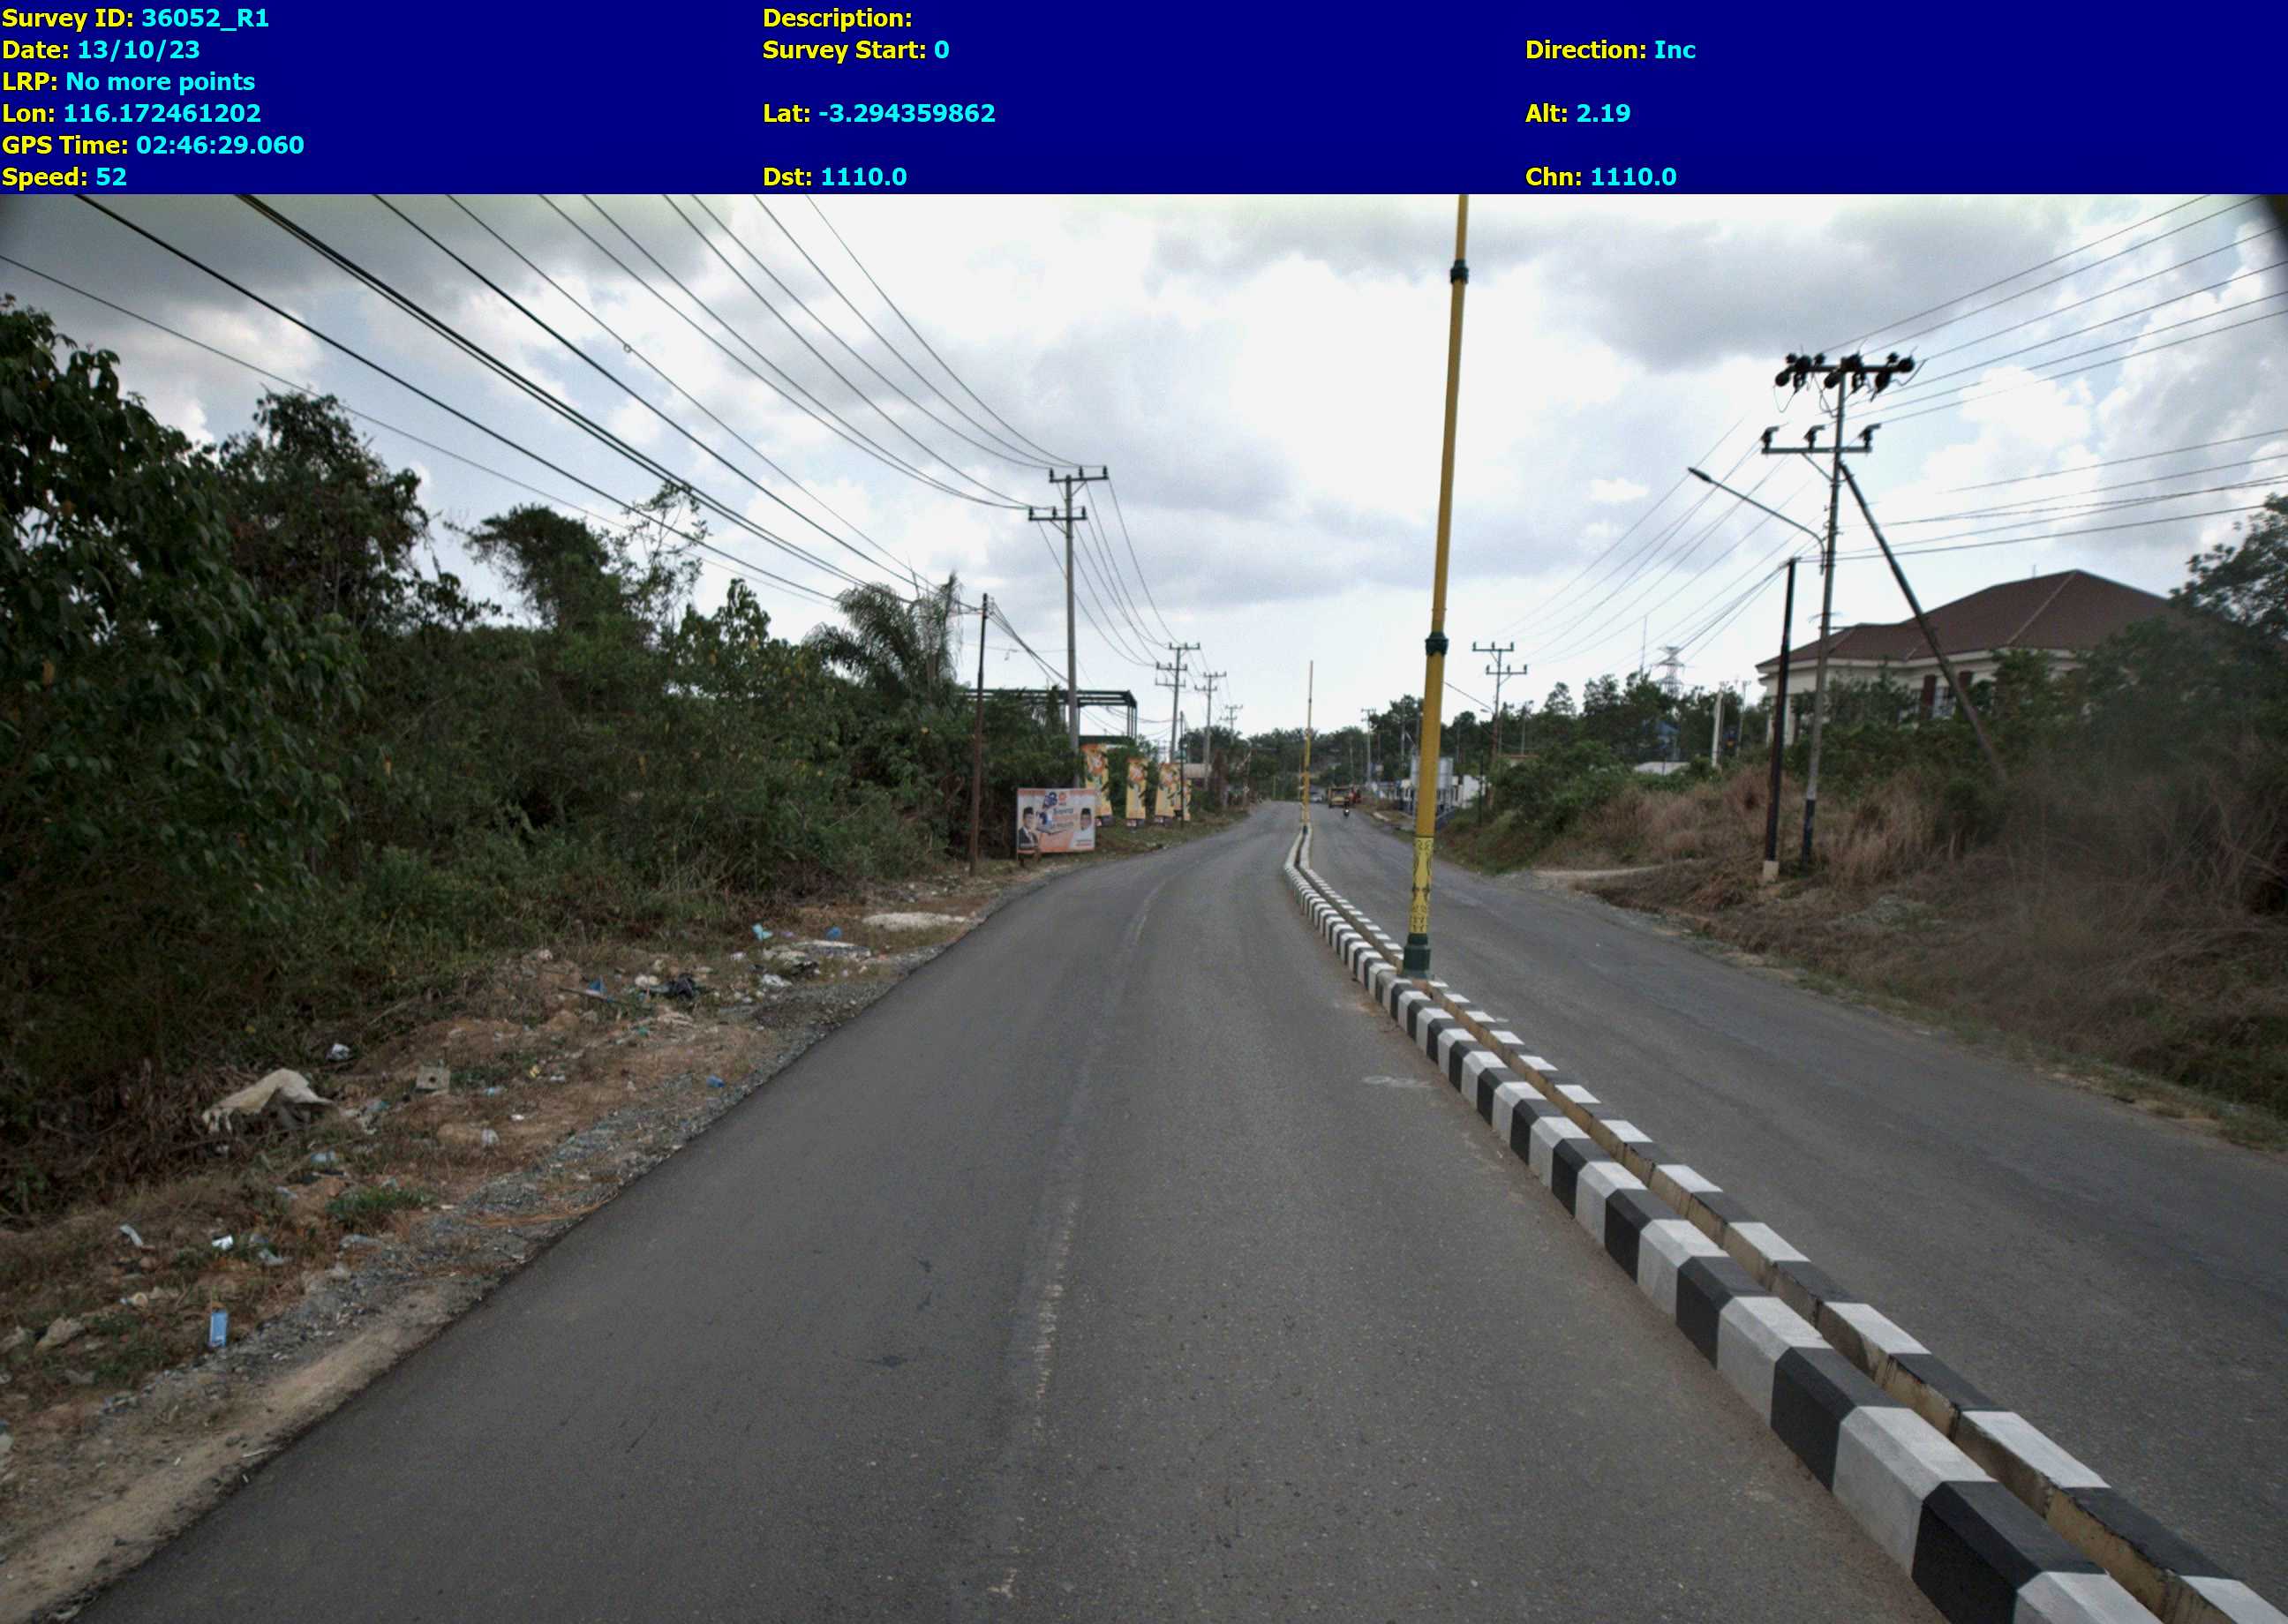 Survey ID: 36052_R1
Description:
Date: 13/10/23
Survey Start: 0
Direction: Inc
LRP: No more points
Lon: 116.172461202
Lat: -3.294359862
Alt: 2.19
GPS Time: 02:46:29.060
Speed: 52
Dst: 1110.0
Chn: 1110.0